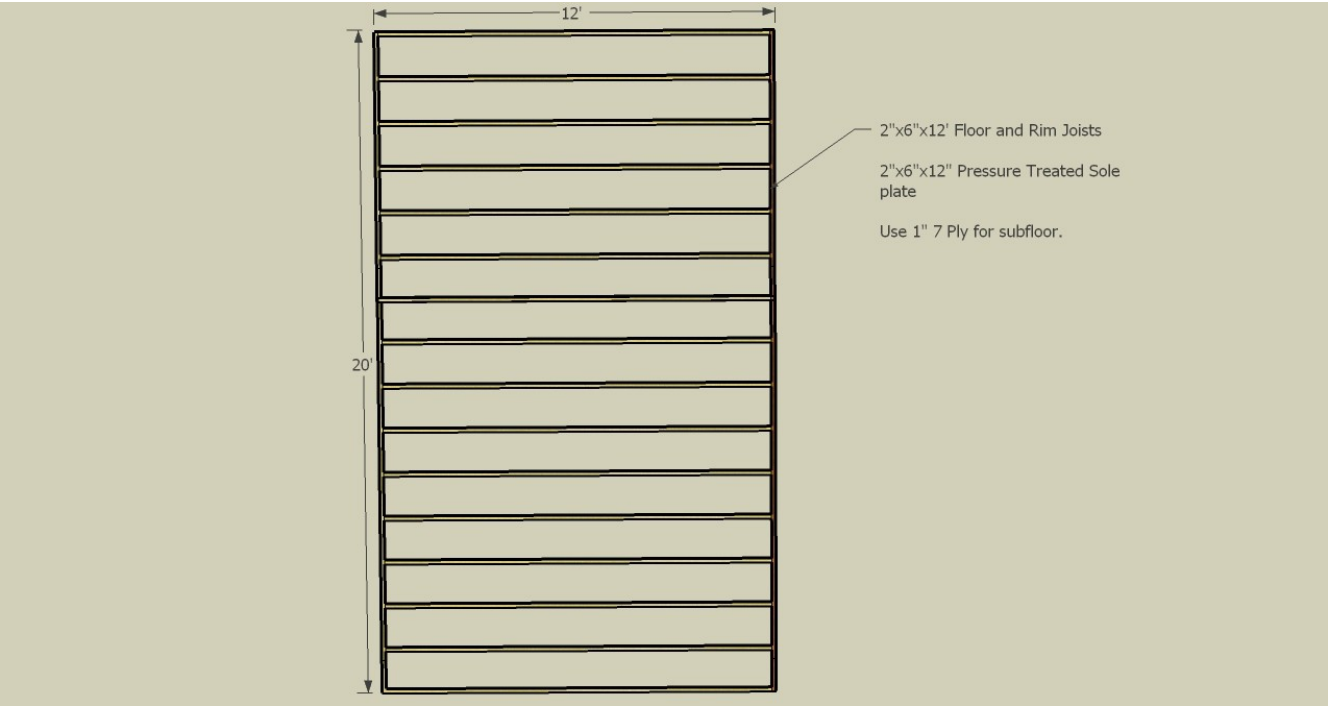 12'
2"x6"x12' Floor and Rim Joists
2"x6"x12" Pressure Treated Sole
plate
Use 1" 7 Ply for subfloor.
20'